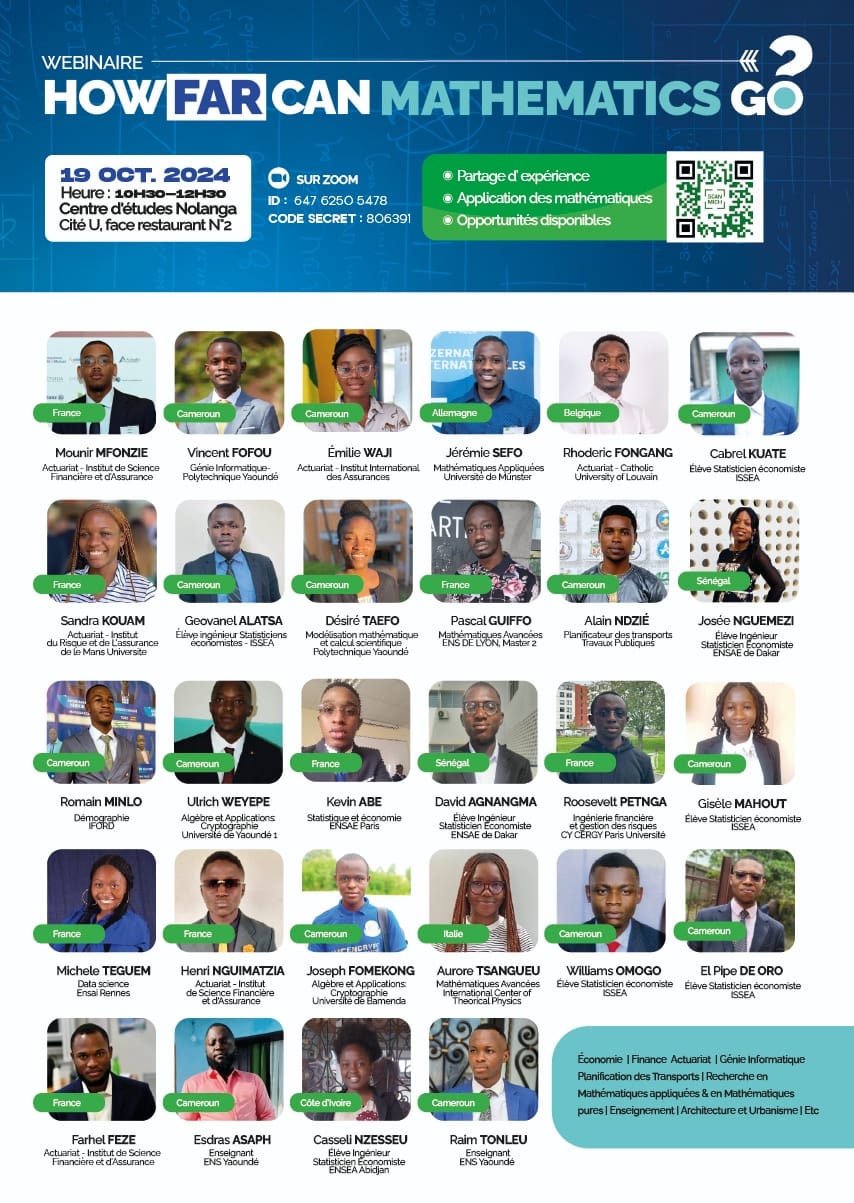 WEBINAIRE
HOW FAR CAN MATHEMATICS GO?
19 OCT. 2024
Heure : 10H30–12H30
Centre d'études Nolanga
Cité U, face restaurant N°2
SUR ZOOM
ID : 647 6250 5478
CODE SECRET : 806391
Partage d' expérience
Application des mathématiques
Opportunités disponibles
SCAN
MICH
France
Mounir MFONZIE
Actuariat - Institut de Science
Financière et d'Assurance
Cameroun
Vincent FOFOU
Génie Informatique-
Polytechnique Yaoundé
Cameroun
Émilie WAJI
Actuariat - Institut International
des Assurances
Allemagne
Jérémie SEFO
Mathématiques Appliquées
Université de Münster
Belgique
Rhoderic FONGANG
Actuariat - Catholic
University of Louvain
Cameroun
Cabrel KUATE
Élève Statisticien économiste
ISSEA
France
Sandra KOUAM
Actuariat - Institut
du Risque et de L'assurance
de le Mans Universite
Cameroun
Geovanel ALATSA
Élève ingénieur Statisticiens
économistes - ISSEA
Cameroun
Désiré TAEFO
Modélisation mathématique
et calcul scientifique
Polytechnique Yaoundé
France
Pascal GUIFFO
Mathématiques Avancées
ENS DE LYON, Master 2
Cameroun
Alain NDZIÉ
Planificateur des transports
Travaux Publiques
Sénégal
Josée NGUEMEZI
Élève Ingénieur
Statisticien Économiste
ENSAE de Dakar
Cameroun
Romain MINLO
Démographie
IFORD
Cameroun
Ulrich WEYEPE
Algèbre et Applications:
Cryptographie
Université de Yaoundé 1
France
Kevin ABE
Statistique et économie
ENSAE Paris
Sénégal
David AGNANGMA
Élève Ingénieur
Statisticien Économiste
ENSAE de Dakar
France
Roosevelt PETNGA
Ingénierie financière
et gestion des risques
CY CERGY Paris Université
Cameroun
Gisèle MAHOUT
Élève Statisticien économiste
ISSEA
France
Michele TEGUEM
Data science
Ensai Rennes
France
Henri NGUIMATZIA
Actuariat - Institut
de Science Financière
et d'Assurance
Cameroun
Joseph FOMEKONG
Algèbre et Applications:
Cryptographie
Université de Bamenda
Italie
Aurore TSANGUEU
Mathématiques Avancées
International Center of
Theorical Physics
Cameroun
Williams OMOGO
Élève Statisticien économiste
ISSEA
Cameroun
El Pipe DE ORO
Élève Statisticien économiste
ISSEA
France
Farhel FEZE
Actuariat - Institut de Science
Financière et d'Assurance
Cameroun
Esdras ASAPH
Enseignant
ENS Yaoundé
Côte d'Ivoire
Casseli NZESSEU
Élève Ingénieur
Statisticien Économiste
ENSEA Abidjan
Cameroun
Raim TONLEU
Enseignant
ENS Yaoundé
Économie | Finance Actuariat | Génie Informatique
Planification des Transports | Recherche en
Mathématiques appliquées & en Mathématiques
pures | Enseignement | Architecture et Urbanisme | Etc